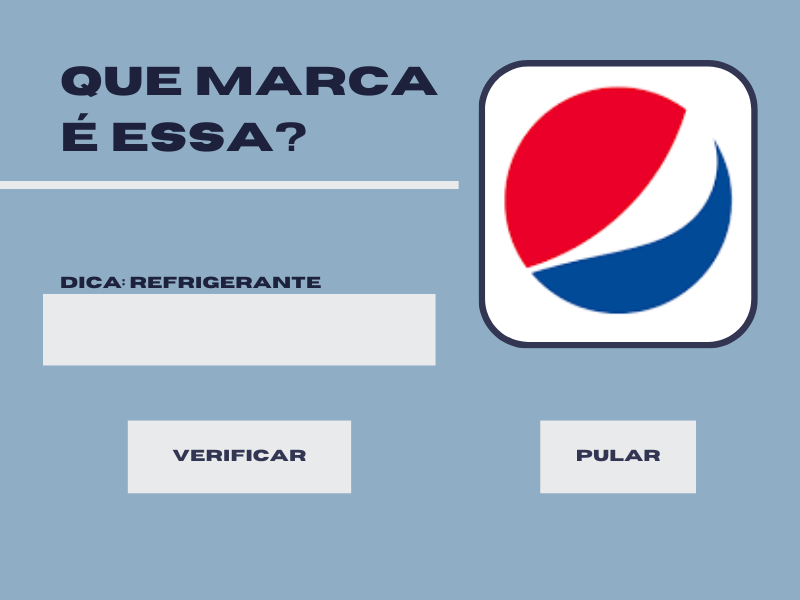 QUE MARCA
É ESSA?
DICA: REFRIGERANTE
VERIFICAR
PULAR